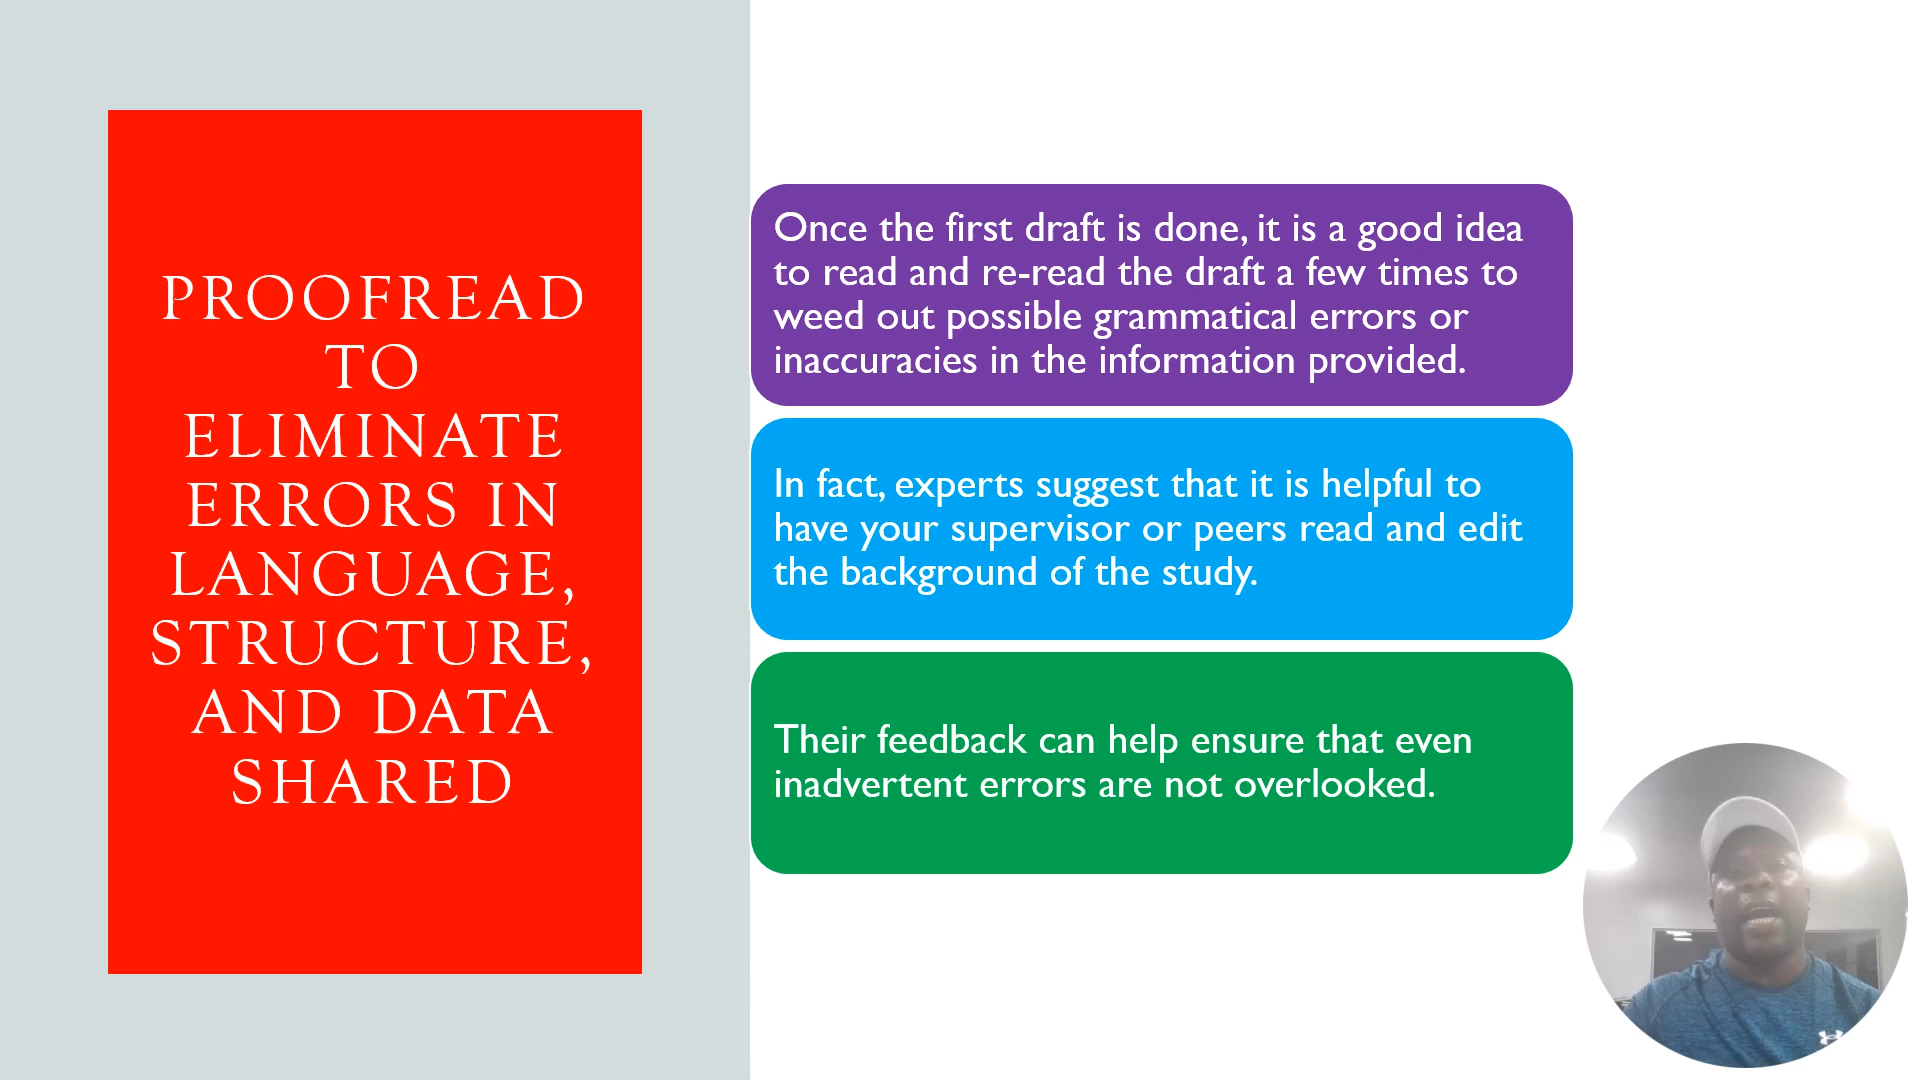 PROOFREAD
TO
ELIMINATE
ERRORS IN
LANGUAGE,
STRUCTURE,
AND DATA
SHARED
Once the first draft is done, it is a good idea
to read and re-read the draft a few times to
weed out possible grammatical errors or
inaccuracies in the information provided.
In fact, experts suggest that it is helpful to
have your supervisor or peers read and edit
the background of the study.
Their feedback can help ensure that even
inadvertent errors are not overlooked.